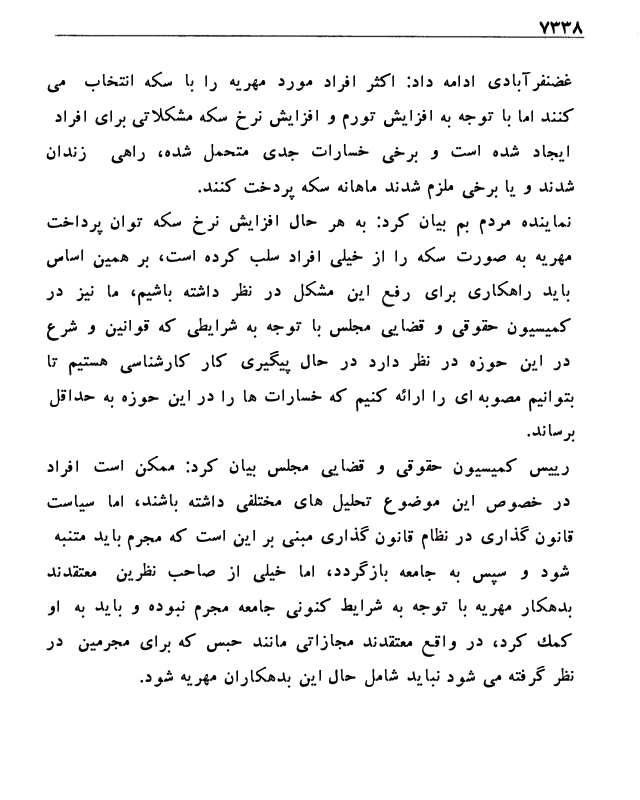 ۷۳۳۸
غضنفرآبادی ادامه داد: اکثر افراد مورد مهریه را با سکه انتخاب می
کنند اما با توجه به افزایش تورم و افزایش نرخ سکه مشکلاتی برای افراد
ایجاد شده است و برخی خسارات جدی متحمل شده، راهی زندان
شدند و یا برخی ملزم شدند ماهانه سکه پردخت کنند.
نماینده مردم بم بیان کرد: به هر حال افزایش نرخ سکه توان پرداخت
مهریه به صورت سکه را از خیلی افراد سلب کرده است، بر همین اساس
باید راهکاری برای رفع این مشکل در نظر داشته باشیم، ما نیز در
کمیسیون حقوقی و قضایی مجلس با توجه به شرایطی که قوانین و شرع
در این حوزه در نظر دارد در حال پیگیری کار کارشناسی هستیم تا
بتوانیم مصوبه ای را ارائه کنیم که خسارات ها را در این حوزه به حداقل
برساند.
رییس کمیسیون حقوقی و قضایی مجلس بیان کرد: ممکن است افراد
در خصوص این موضوع تحلیل های مختلفی داشته باشند، اما سیاست
قانون گذاری در نظام قانون گذاری مبنی بر این است که مجرم باید متنبه
شود و سپس به جامعه بازگردد، اما خیلی از صاحب نظرین معتقدند
بدهکار مهریه با توجه به شرایط کنونی جامعه مجرم نبوده و باید به او
کمك کرد، در واقع معتقدند مجازاتی مانند حبس که برای مجرمین در
نظر گرفته می شود نباید شامل حال این بدهکاران مهریه شود.